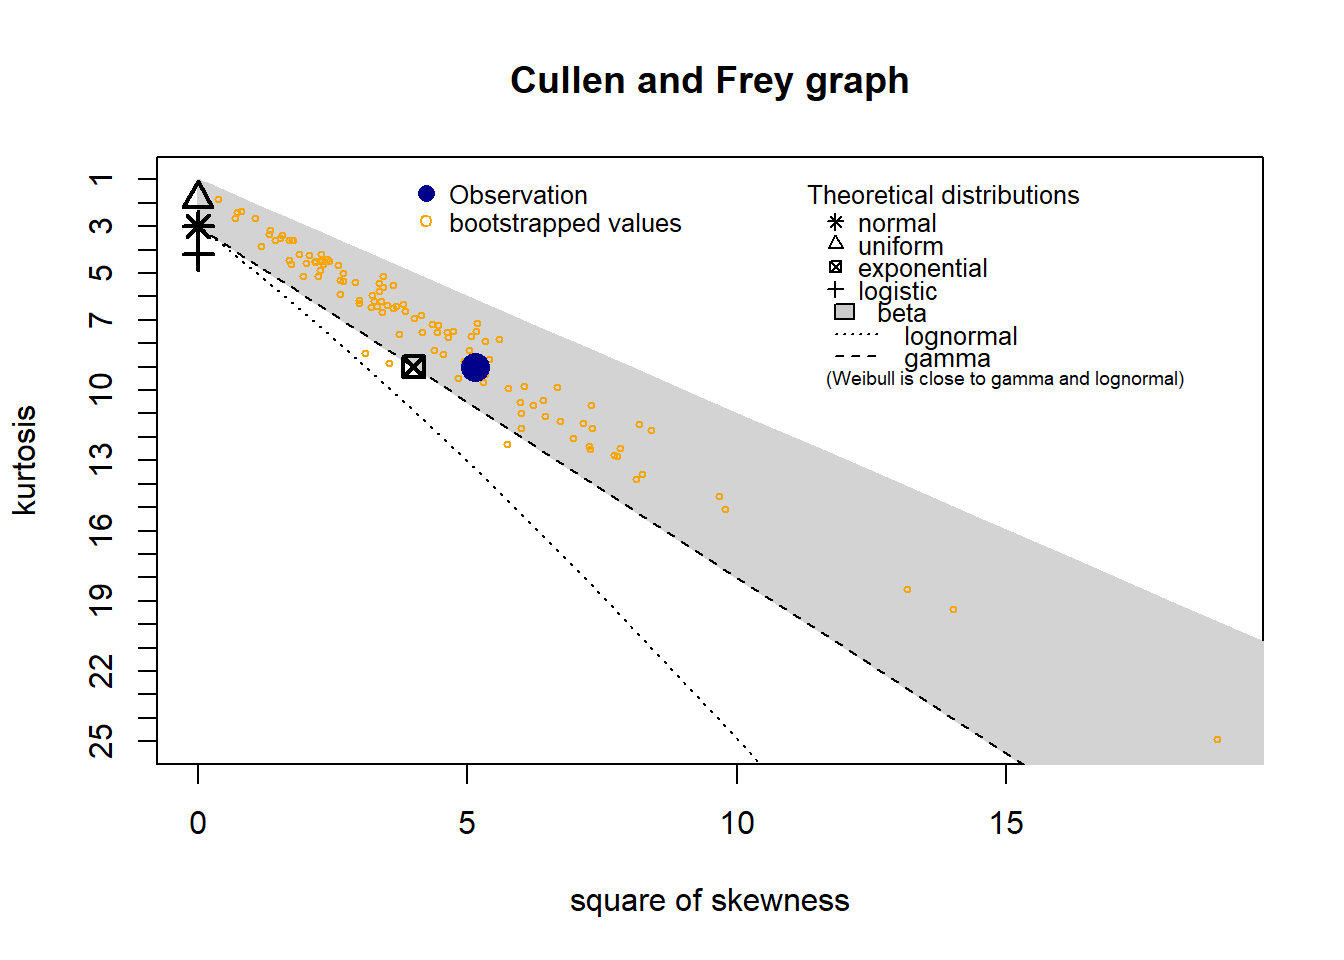 Cullen and Frey graph
Observation
bootstrapped values
Theoretical distributions
normal
uniform
exponential
logistic
beta
lognormal
gamma
(Weibull is close to gamma and lognormal)
kurtosis
1
3
5
7
10
13
16
19
22
25
0 5 10 15
square of skewness